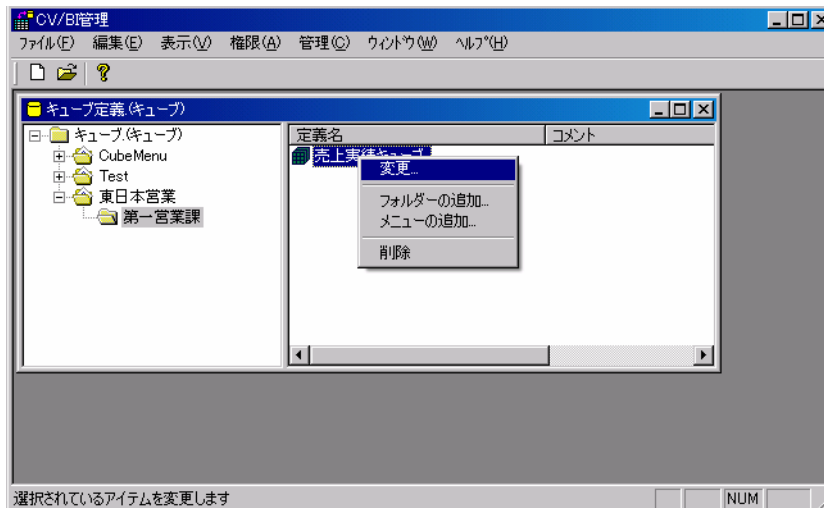 CV/BI管理
ファイル(F) 編集(E) 表示(V) 権限(A) 管理(C) ウィンドウ(W) ヘルプ(H)
キューブ定義.(キューブ)
キューブ.(キューブ)
CubeMenu
Test
東日本営業
第一営業課
定義名 コメント
売上実績キューブ
変更...
フォルダーの追加...
メニューの追加...
削除
選択されているアイテムを変更します
NUM